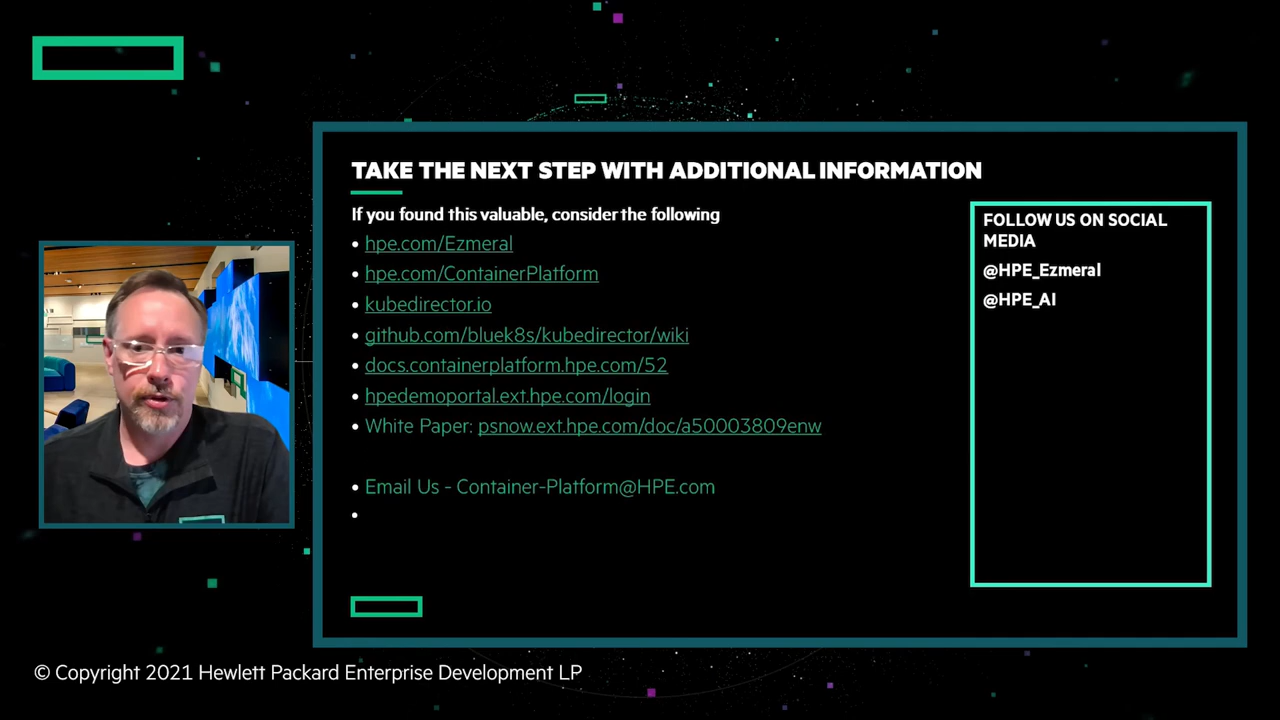 TAKE THE NEXT STEP WITH ADDITIONAL INFORMATION
If you found this valuable, consider the following
• hpe.com/Ezmeral
• hpe.com/ContainerPlatform
• kubedirector.io
• github.com/bluek8s/kubedirector/wiki
• docs.containerplatform.hpe.com/52
• hpedemoportal.ext.hpe.com/login
• White Paper: psnow.ext.hpe.com/doc/a50003809enw
• Email Us - Container-Platform@HPE.com
•
FOLLOW US ON SOCIAL
MEDIA
@HPE_Ezmeral
@HPE_AI
© Copyright 2021 Hewlett Packard Enterprise Development LP